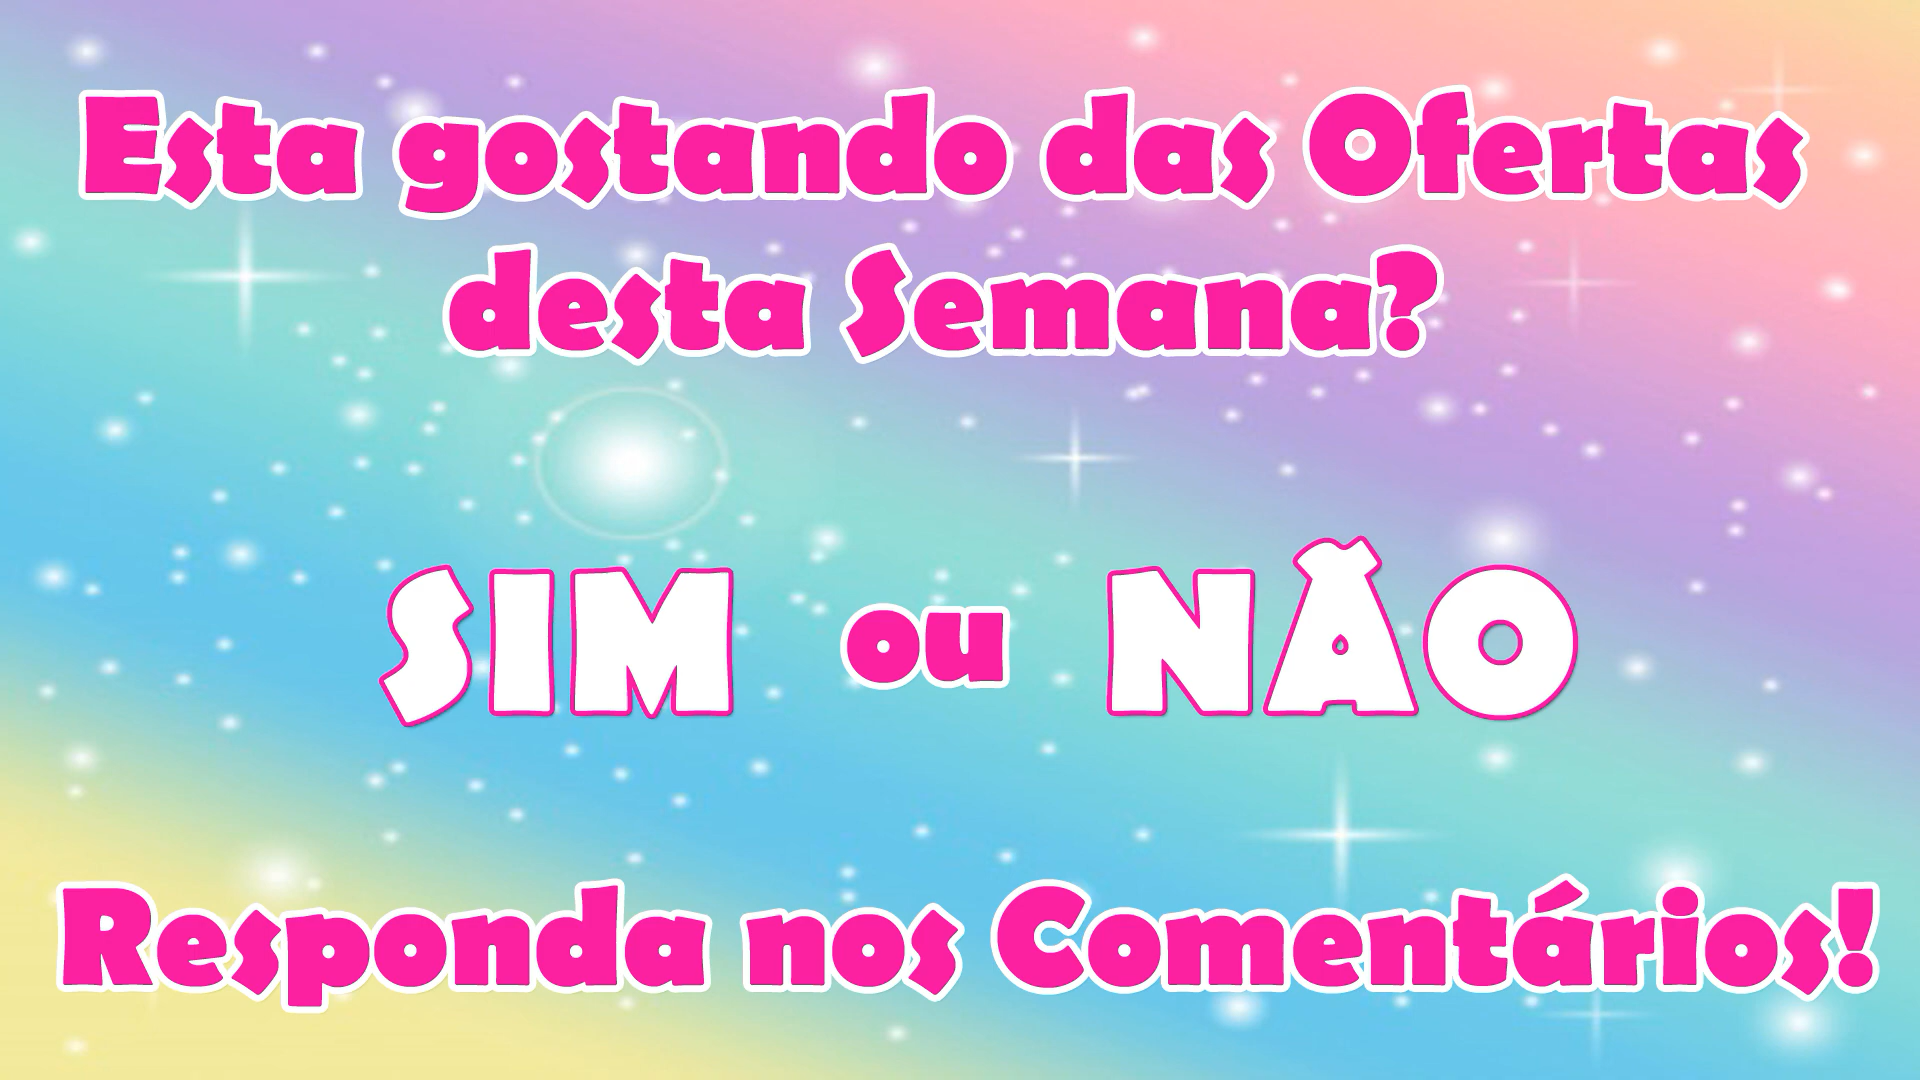 Esta gostando das Ofertas
desta Semana?
SIM ou NÃO
Responda nos Comentários!